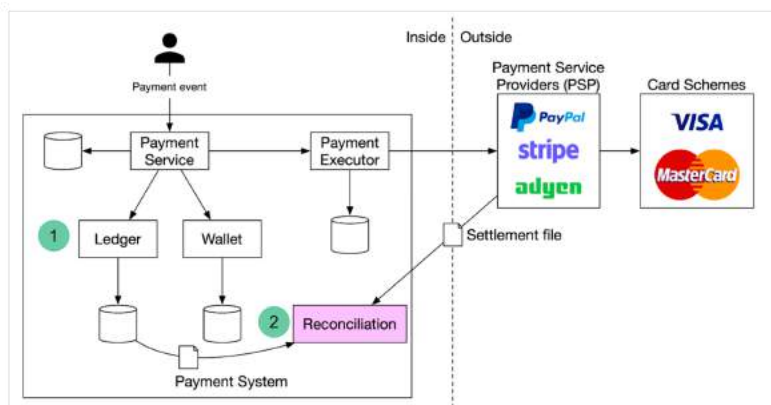 Inside
Outside
Payment event
Payment Service
Providers (PSP)
Card Schemes
Payment
Service
Payment
Executor
PayPal
stripe
adyen
VISA
MasterCard
1
Ledger
Wallet
Settlement file
2
Reconciliation
Payment System